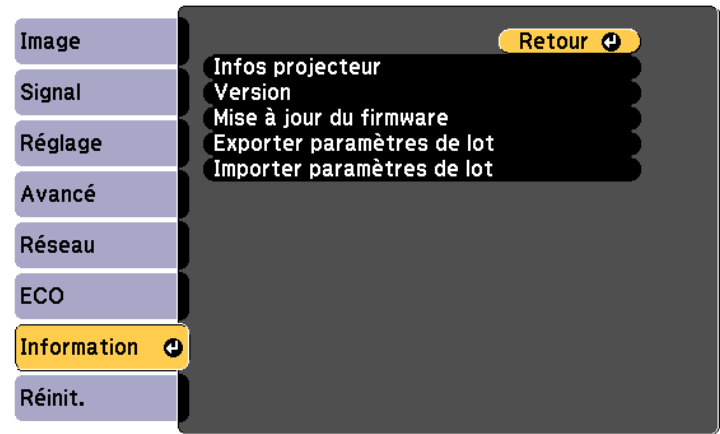 Image
Signal
Réglage
Avancé
Réseau
ECO
Information
Réinit.
Retour
Infos projecteur
Version
Mise à jour du firmware
Exporter paramètres de lot
Importer paramètres de lot